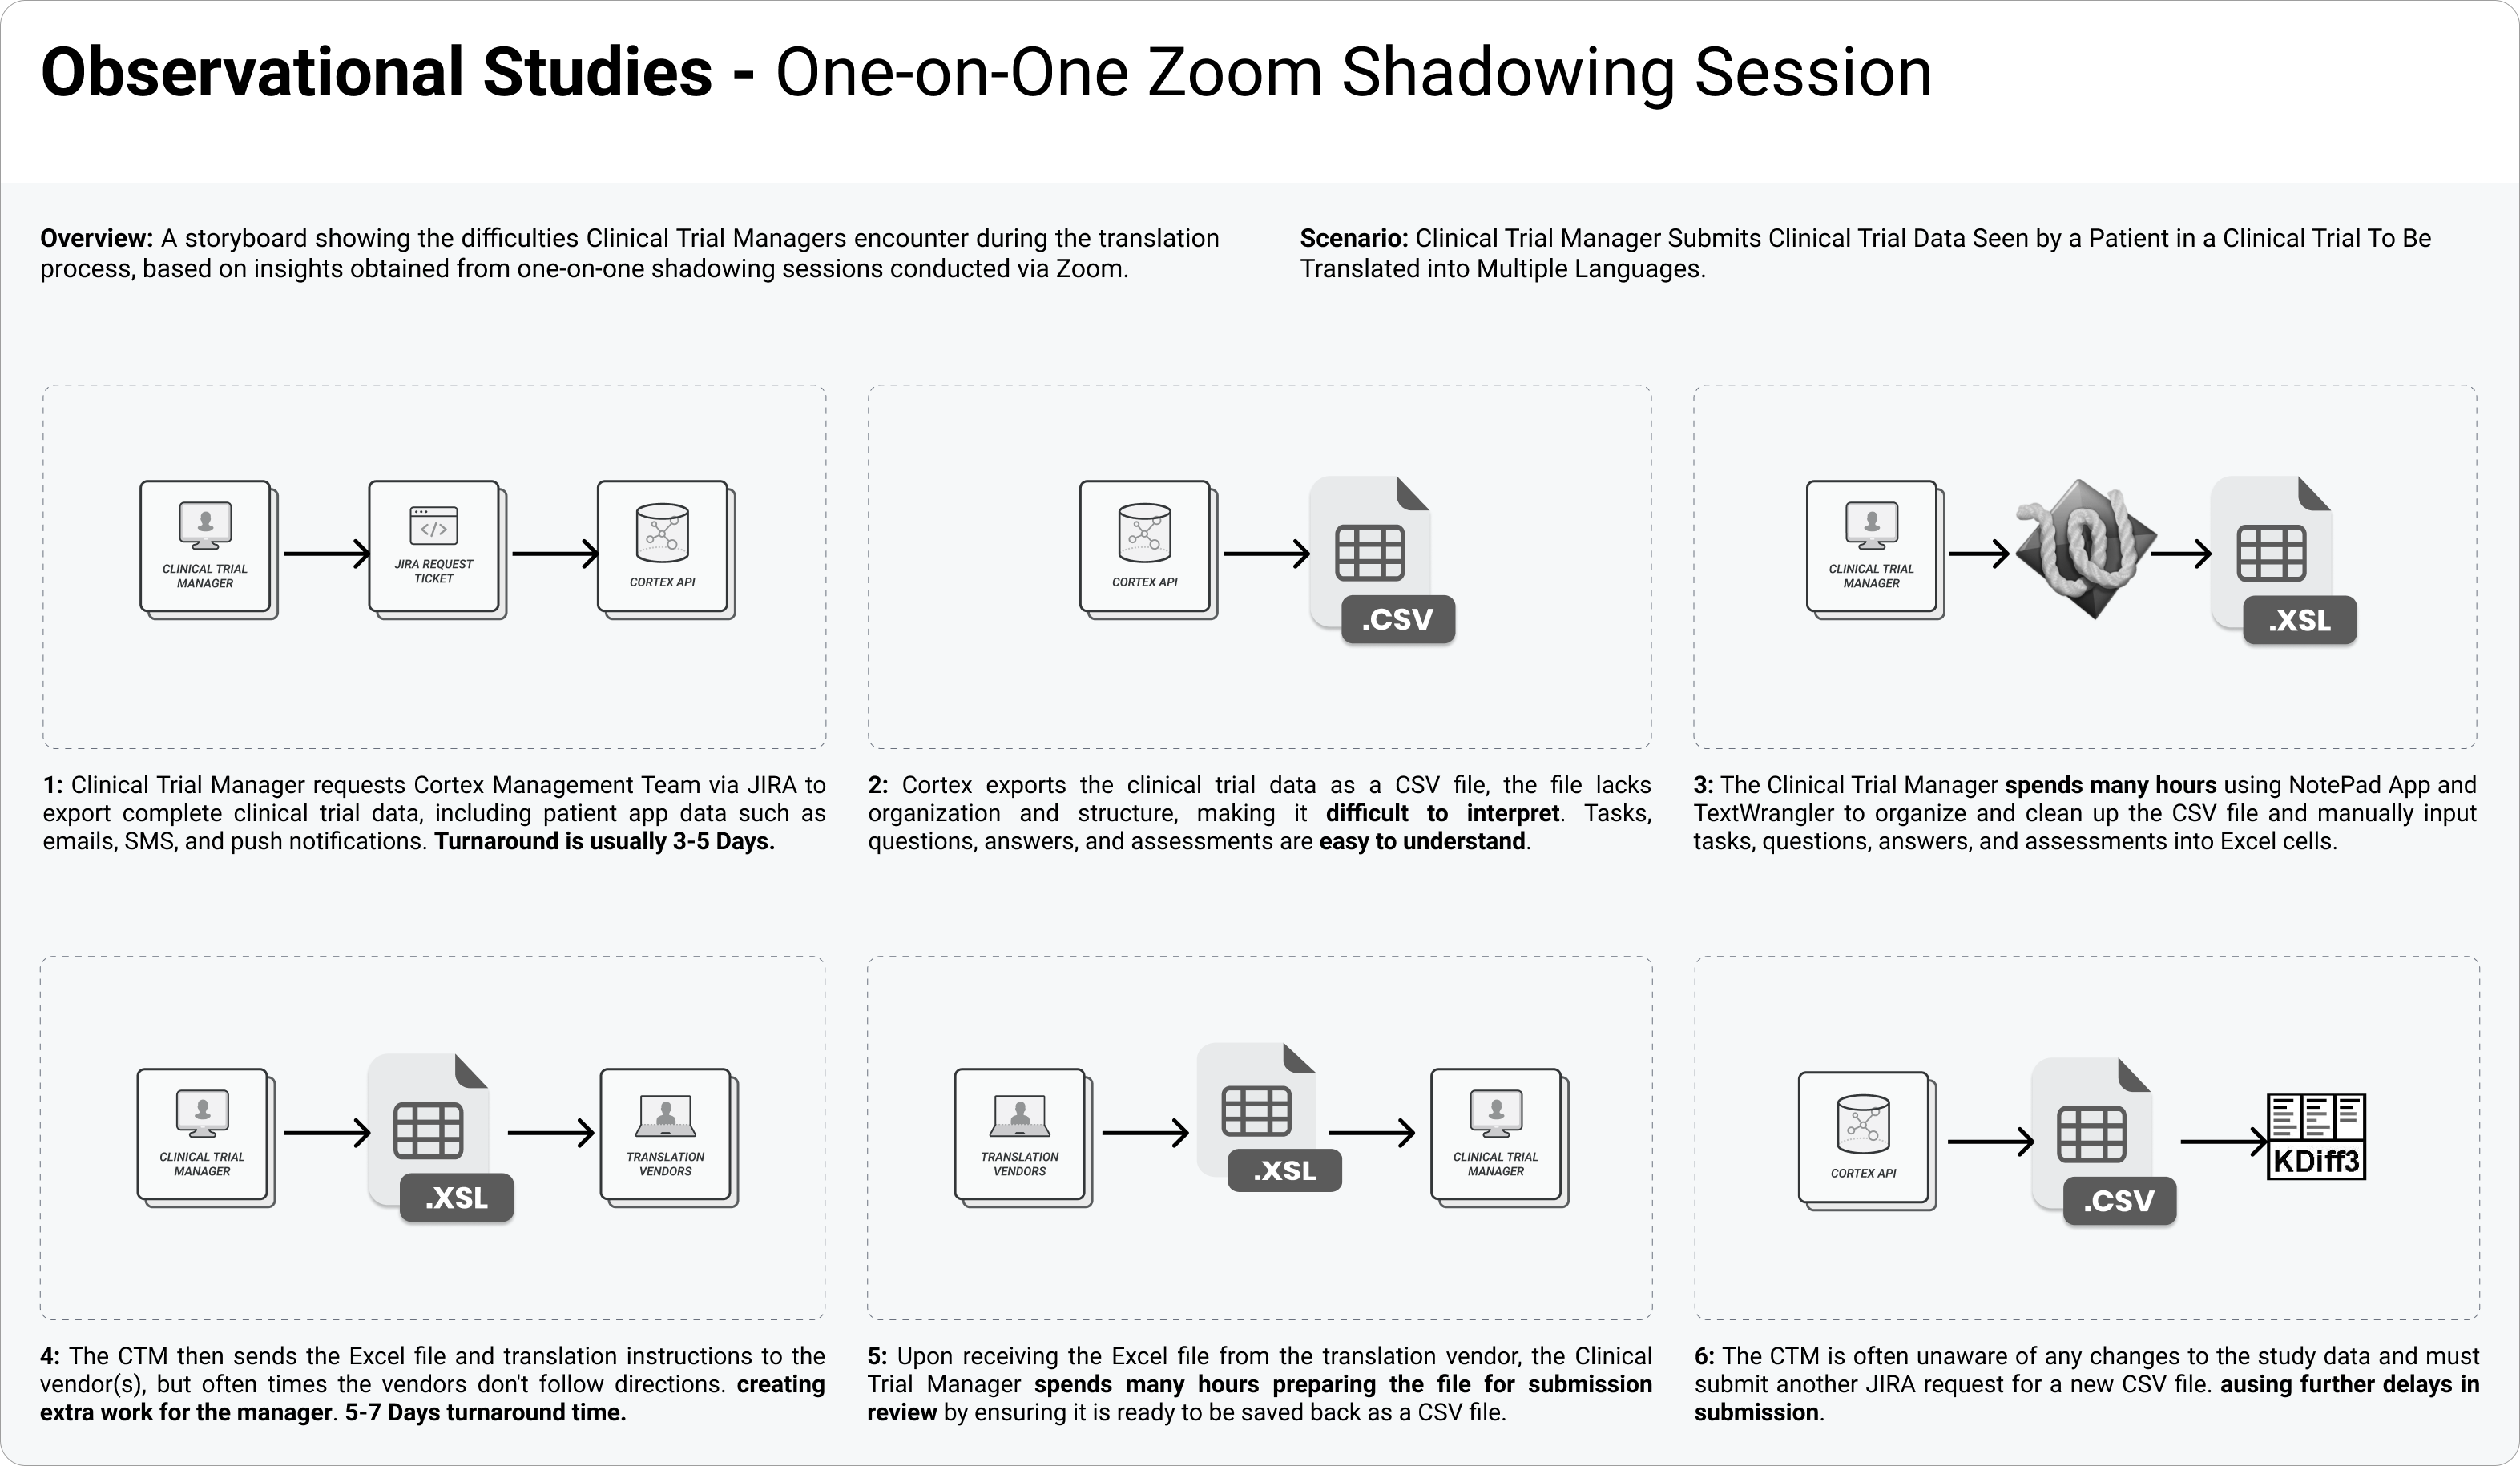 Observational Studies - One-on-One Zoom Shadowing Session
Overview: A storyboard showing the difficulties Clinical Trial Managers encounter during the translation
process, based on insights obtained from one-on-one shadowing sessions conducted via Zoom.
Scenario: Clinical Trial Manager Submits Clinical Trial Data Seen by a Patient in a Clinical Trial To Be
Translated into Multiple Languages.
CLINICAL TRIAL
MANAGER
JIRA REQUEST
TICKET
CORTEX API
1: Clinical Trial Manager requests Cortex Management Team via JIRA to
export complete clinical trial data, including patient app data such as
emails, SMS, and push notifications. Turnaround is usually 3-5 Days.
CORTEX API
.CSV
2: Cortex exports the clinical trial data as a CSV file, the file lacks
organization and structure, making it difficult to interpret. Tasks,
questions, answers, and assessments are easy to understand.
CLINICAL TRIAL
MANAGER
.XSL
3: The Clinical Trial Manager spends many hours using NotePad App and
TextWrangler to organize and clean up the CSV file and manually input
tasks, questions, answers, and assessments into Excel cells.
CLINICAL TRIAL
MANAGER
.XSL
TRANSLATION
VENDORS
4: The CTM then sends the Excel file and translation instructions to the
vendor(s), but often times the vendors don't follow directions. creating
extra work for the manager. 5-7 Days turnaround time.
TRANSLATION
VENDORS
.XSL
CLINICAL TRIAL
MANAGER
5: Upon receiving the Excel file from the translation vendor, the Clinical
Trial Manager spends many hours preparing the file for submission
review by ensuring it is ready to be saved back as a CSV file.
CORTEX API
.CSV
KDiff3
6: The CTM is often unaware of any changes to the study data and must
submit another JIRA request for a new CSV file. ausing further delays in
submission.